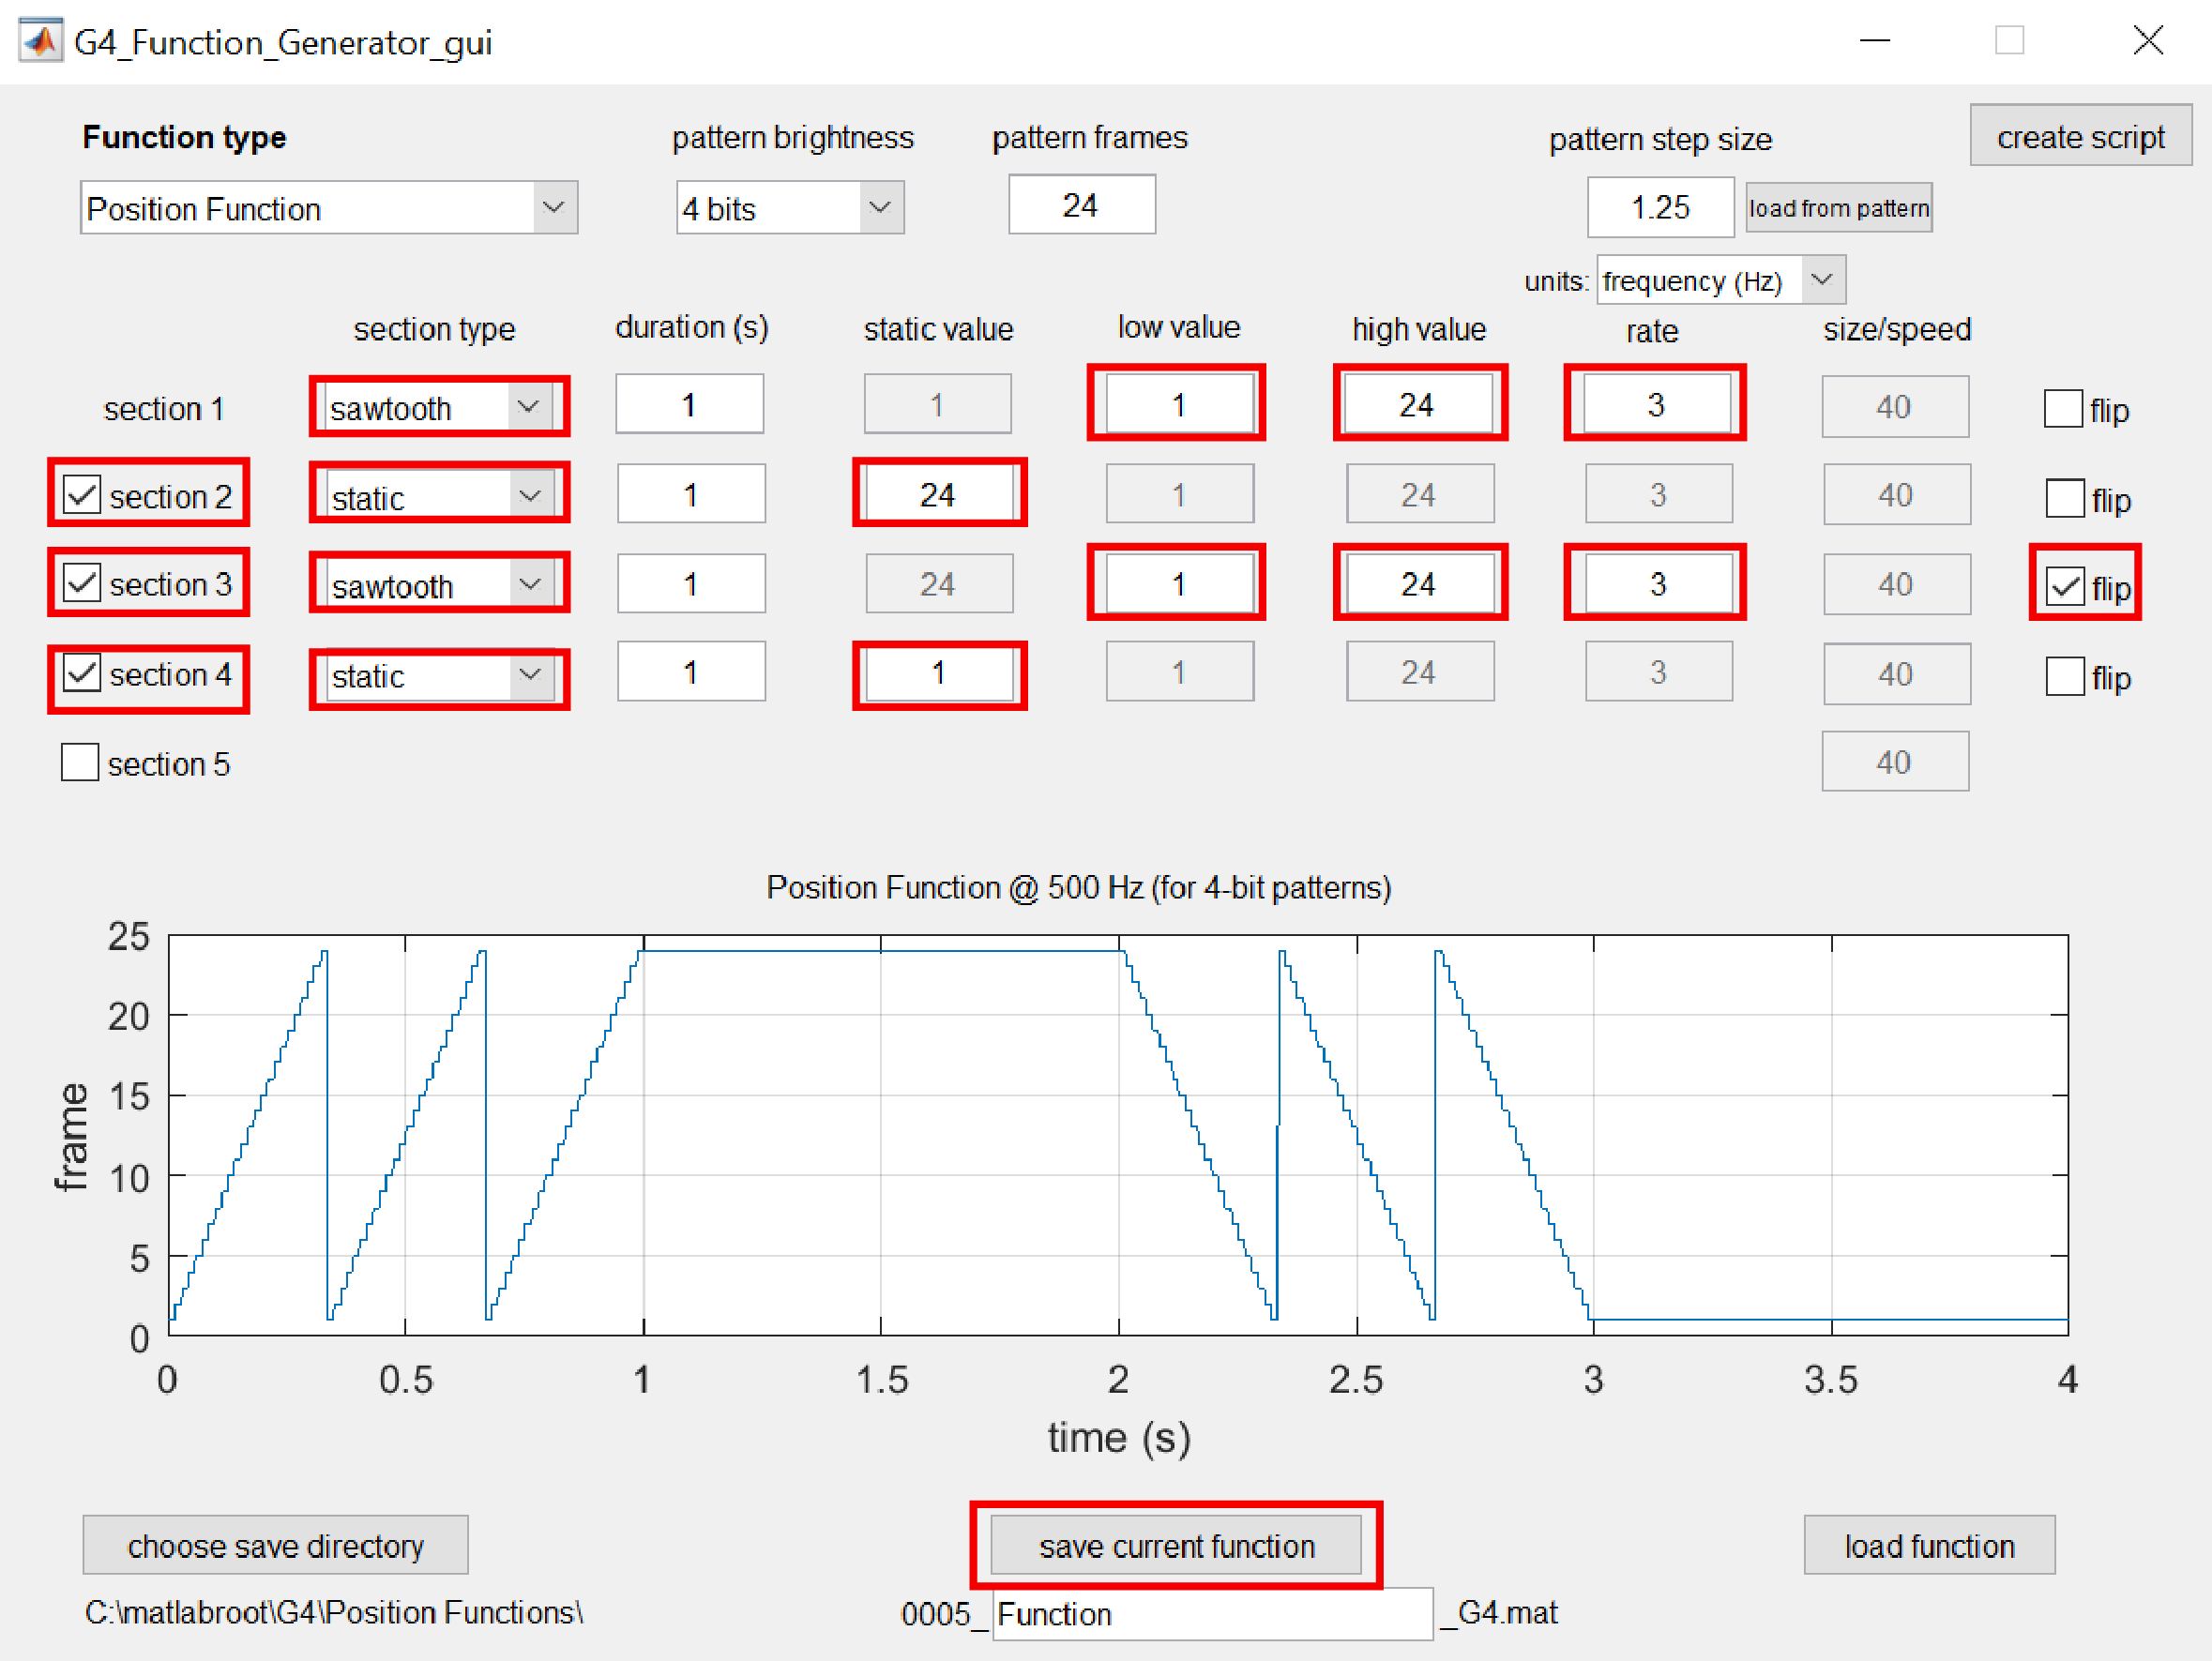 G4_Function_Generator_gui
Function type pattern brightness pattern frames pattern step size create script
Position Function 4 bits 24 1.25 load from pattern
units: frequency (Hz)
section type duration (s) static value low value high value rate size/speed
section 1 sawtooth 1 1 1 24 3 40 flip
section 2 static 1 24 1 24 3 40 flip
section 3 sawtooth 1 24 1 24 3 40 flip
section 4 static 1 1 1 24 3 40 flip
section 5 40
Position Function @ 500 Hz (for 4-bit patterns)
25
20
15
10
5
0
frame
0 0.5 1 1.5 2 2.5 3 3.5 4
time (s)
choose save directory save current function load function
C:\matlabroot\G4\Position Functions\ 0005_ Function _G4.mat